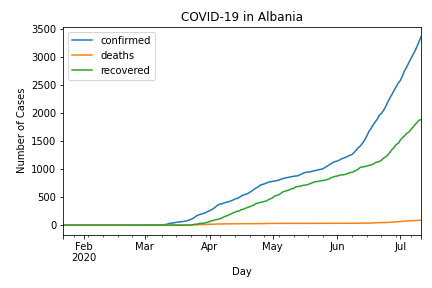 COVID-19 in Albania
confirmed
deaths
recovered
Number of Cases
3500
3000
2500
2000
1500
1000
500
0
Feb
2020
Mar
Apr
May
Jun
Jul
Day